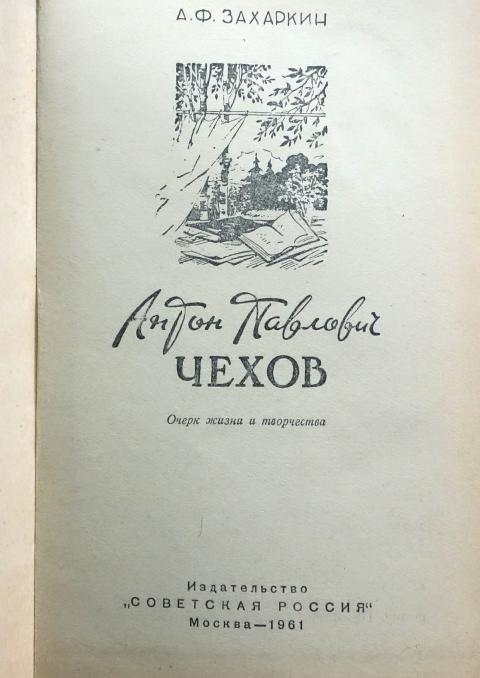 А.Ф. ЗАХАРКИН
Антон Павлович
ЧЕХОВ
Очерк жизни и творчества
Издательство
„СОВЕТСКАЯ РОССИЯ“
Москва—1961